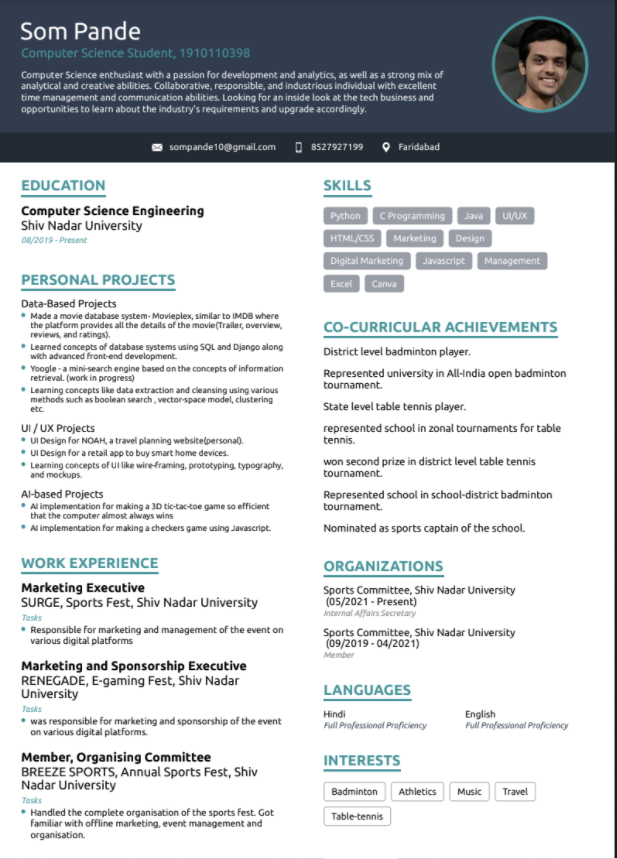 Som Pande
Computer Science Student, 1910110398
Computer Science enthusiast with a passion for development and analytics, as well as a strong mix of
analytical and creative abilities. Collaborative, responsible, and industrious individual with excellent
time management and communication abilities. Looking for an inside look at the tech business and
opportunities to learn about the industry's requirements and upgrade accordingly.
sompande10@gmail.com 8527927199 Faridabad
EDUCATION
Computer Science Engineering
Shiv Nadar University
08/2019 - Present
PERSONAL PROJECTS
Data-Based Projects
Made a movie database system- Movieplex, similar to IMDB where
the platform provides all the details of the movie(Trailer, overview,
reviews, and ratings).
Learned concepts of database systems using SQL and Django along
with advanced front-end development.
Yoogle - a mini-search engine based on the concepts of information
retrieval. (work in progress)
Learning concepts like data extraction and cleansing using various
methods such as boolean search , vector-space model, clustering
etc.
UI / UX Projects
UI Design for NOAH, a travel planning website(personal).
UI Design for a retail app to buy smart home devices.
Learning concepts of UI like wire-framing, prototyping, typography,
and mockups.
AI-based Projects
AI implementation for making a 3D tic-tac-toe game so efficient
that the computer almost always wins
AI implementation for making a checkers game using Javascript.
WORK EXPERIENCE
Marketing Executive
SURGE, Sports Fest, Shiv Nadar University
Tasks
Responsible for marketing and management of the event on
various digital platforms
Marketing and Sponsorship Executive
RENEGADE, E-gaming Fest, Shiv Nadar
University
Tasks
was responsible for marketing and sponsorship of the event
on various digital platforms.
Member, Organising Committee
BREEZE SPORTS, Annual Sports Fest, Shiv
Nadar University
Tasks
Handled the complete organisation of the sports fest. Got
familiar with offline marketing, event management and
organisation.
SKILLS
Python C Programming Java UI/UX
HTML/CSS Marketing Design
Digital Marketing Javascript Management
Excel Canva
CO-CURRICULAR ACHIEVEMENTS
District level badminton player.
Represented university in All-India open badminton
tournament.
State level table tennis player.
represented school in zonal tournaments for table
tennis.
won second prize in district level table tennis
tournament.
Represented school in school-district badminton
tournament.
Nominated as sports captain of the school.
ORGANIZATIONS
Sports Committee, Shiv Nadar University
(05/2021 - Present)
Internal Affairs Secretary
Sports Committee, Shiv Nadar University
(09/2019 - 04/2021)
Member
LANGUAGES
Hindi English
Full Professional Proficiency Full Professional Proficiency
INTERESTS
Badminton Athletics Music Travel
Table-tennis